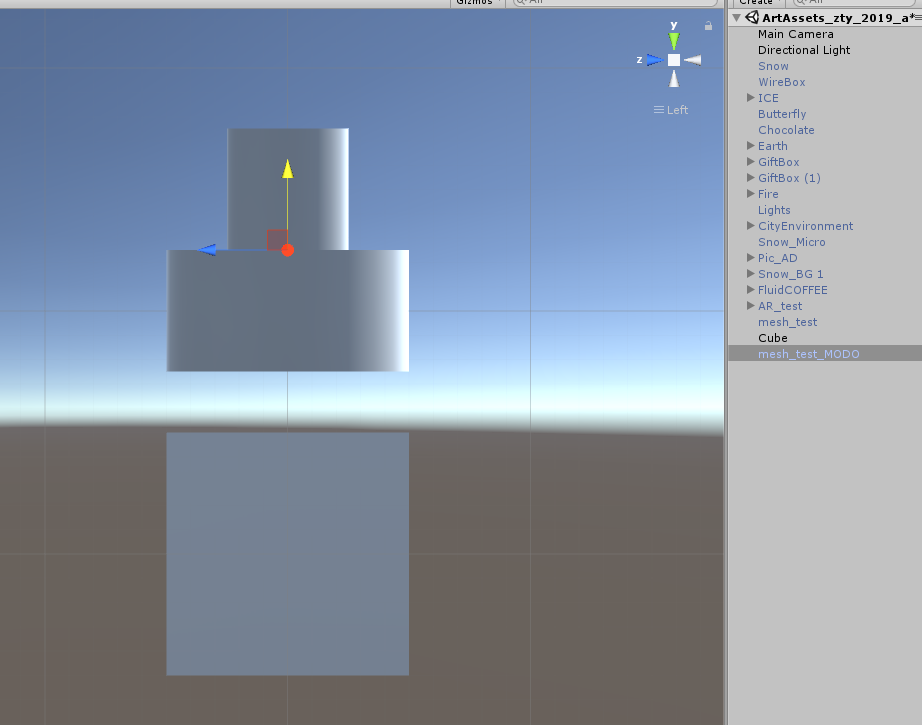 Gizmos
All
Create
All
ArtAssets_zty_2019_a*
Main Camera
Directional Light
Snow
WireBox
ICE
Butterfly
Chocolate
Earth
GiftBox
GiftBox (1)
Fire
Lights
CityEnvironment
Snow_Micro
Pic_AD
Snow_BG 1
FluidCOFFEE
AR_test
mesh_test
Cube
mesh_test_MODO
y
z
Left